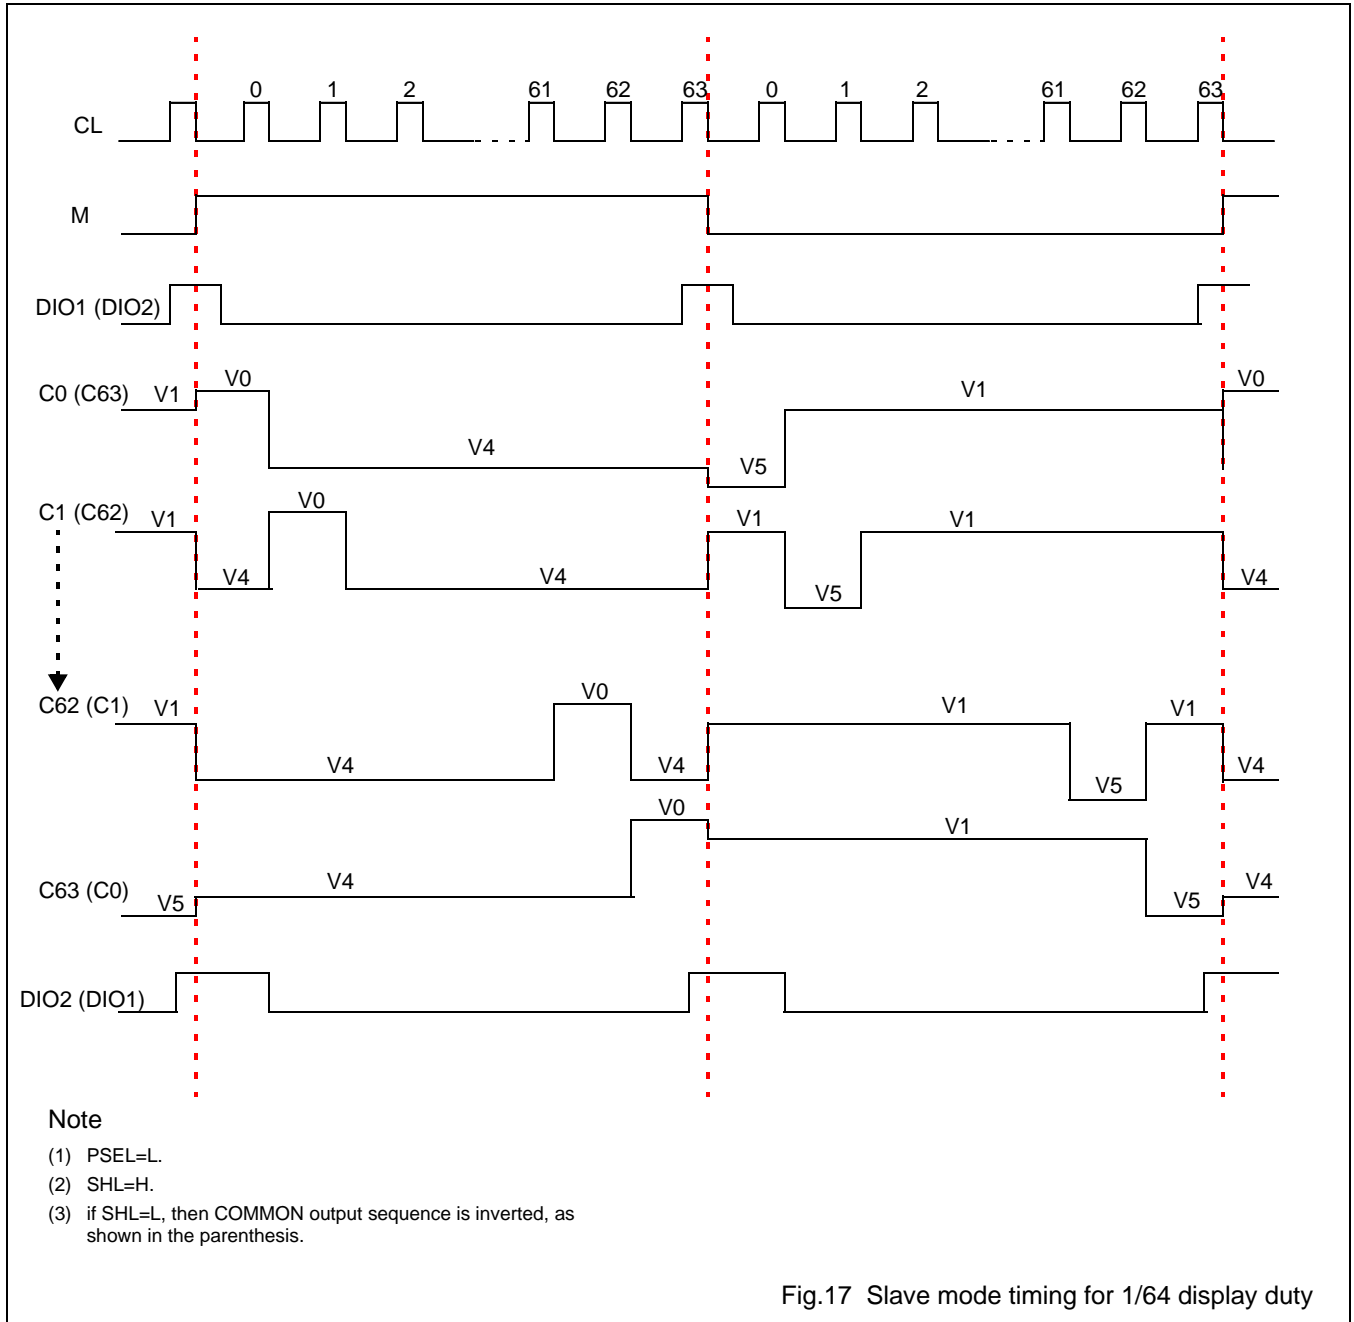 0 1 2 61 62 63 0 1 2 61 62 63
CL
M
DIO1 (DIO2)
C0 (C63) V1 V0 V4 V5 V1 V0
C1 (C62) V1 V4 V0 V4 V1 V5 V1 V4
C62 (C1) V1 V4 V0 V4 V1 V5 V1 V4
C63 (C0) V5 V4 V0 V1 V5 V4
DIO2 (DIO1)
Note
(1) PSEL=L.
(2) SHL=H.
(3) if SHL=L, then COMMON output sequence is inverted, as
shown in the parenthesis.
Fig.17 Slave mode timing for 1/64 display duty